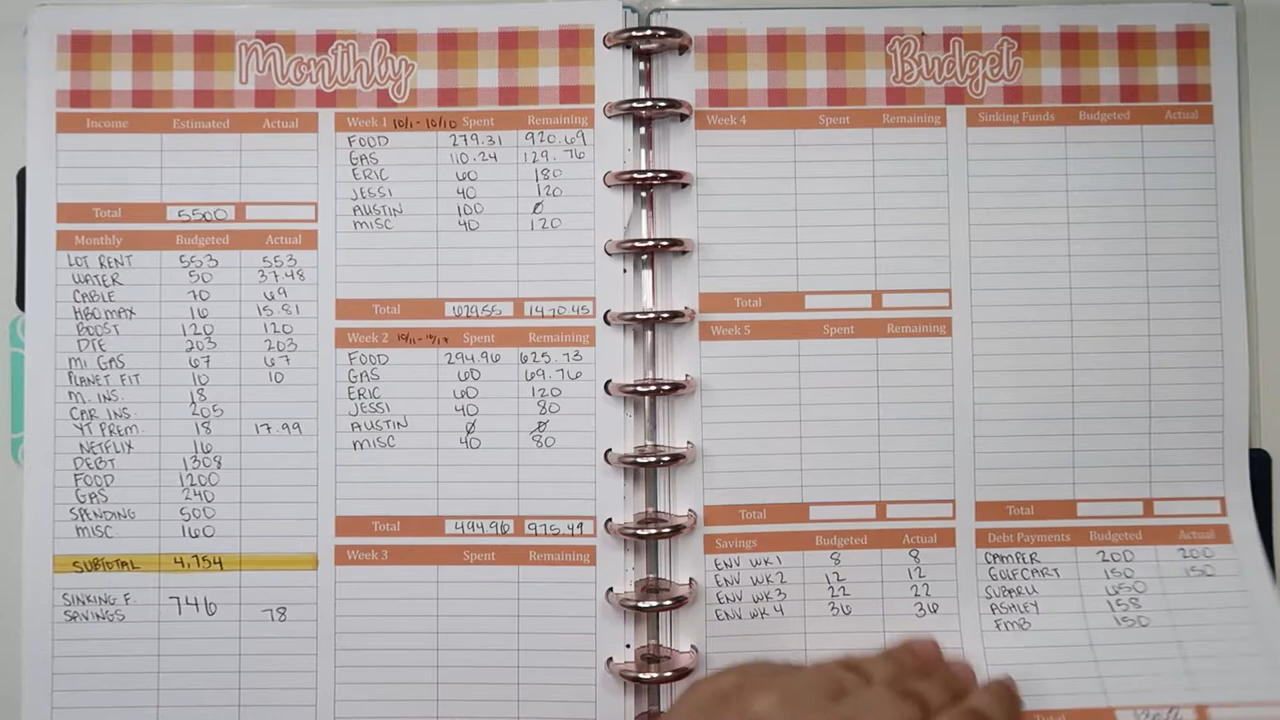 Monthly
Income Estimated Actual
Total 5500
Monthly Budgeted Actual
LOT RENT 553 553
WATER 50 37.48
CABLE 70 69
HBO MAX 16 15.81
BOOST 120 120
DTE 203 203
MI GAS 67 67
PLANET FIT 10 10
M. INS. 18
CAR INS. 205
YT PREM. 18 17.99
NETFLIX 16
DEBT 1308
FOOD 1200
GAS 240
SPENDING 500
MISC. 160
SUBTOTAL 4,754
SINKING F. 746
SAVINGS 78
Week 1 10/1 - 10/10 Spent Remaining
FOOD 279.31 920.69
GAS 110.24 129.76
ERIC 60 180
JESSI 40 120
AUSTIN 100 Ø
MISC 40 120
Total 629.55 1470.45
Week 2 10/11 - 10/17 Spent Remaining
FOOD 294.96 625.73
GAS 60 69.76
ERIC 60 120
JESSI 40 80
AUSTIN Ø Ø
MISC 40 80
Total 494.96 975.49
Week 3 Spent Remaining
Budget
Week 4 Spent Remaining
Total
Week 5 Spent Remaining
Total
Savings Budgeted Actual
ENV WK1 8 8
ENV WK2 12 12
ENV WK3 22 22
ENV WK4 36 36
Sinking Funds Budgeted Actual
Total
Debt Payments Budgeted Actual
CAMPER 200 200
GOLFCART 150 150
SUBARU 650
ASHLEY 158
FMB 150
Total